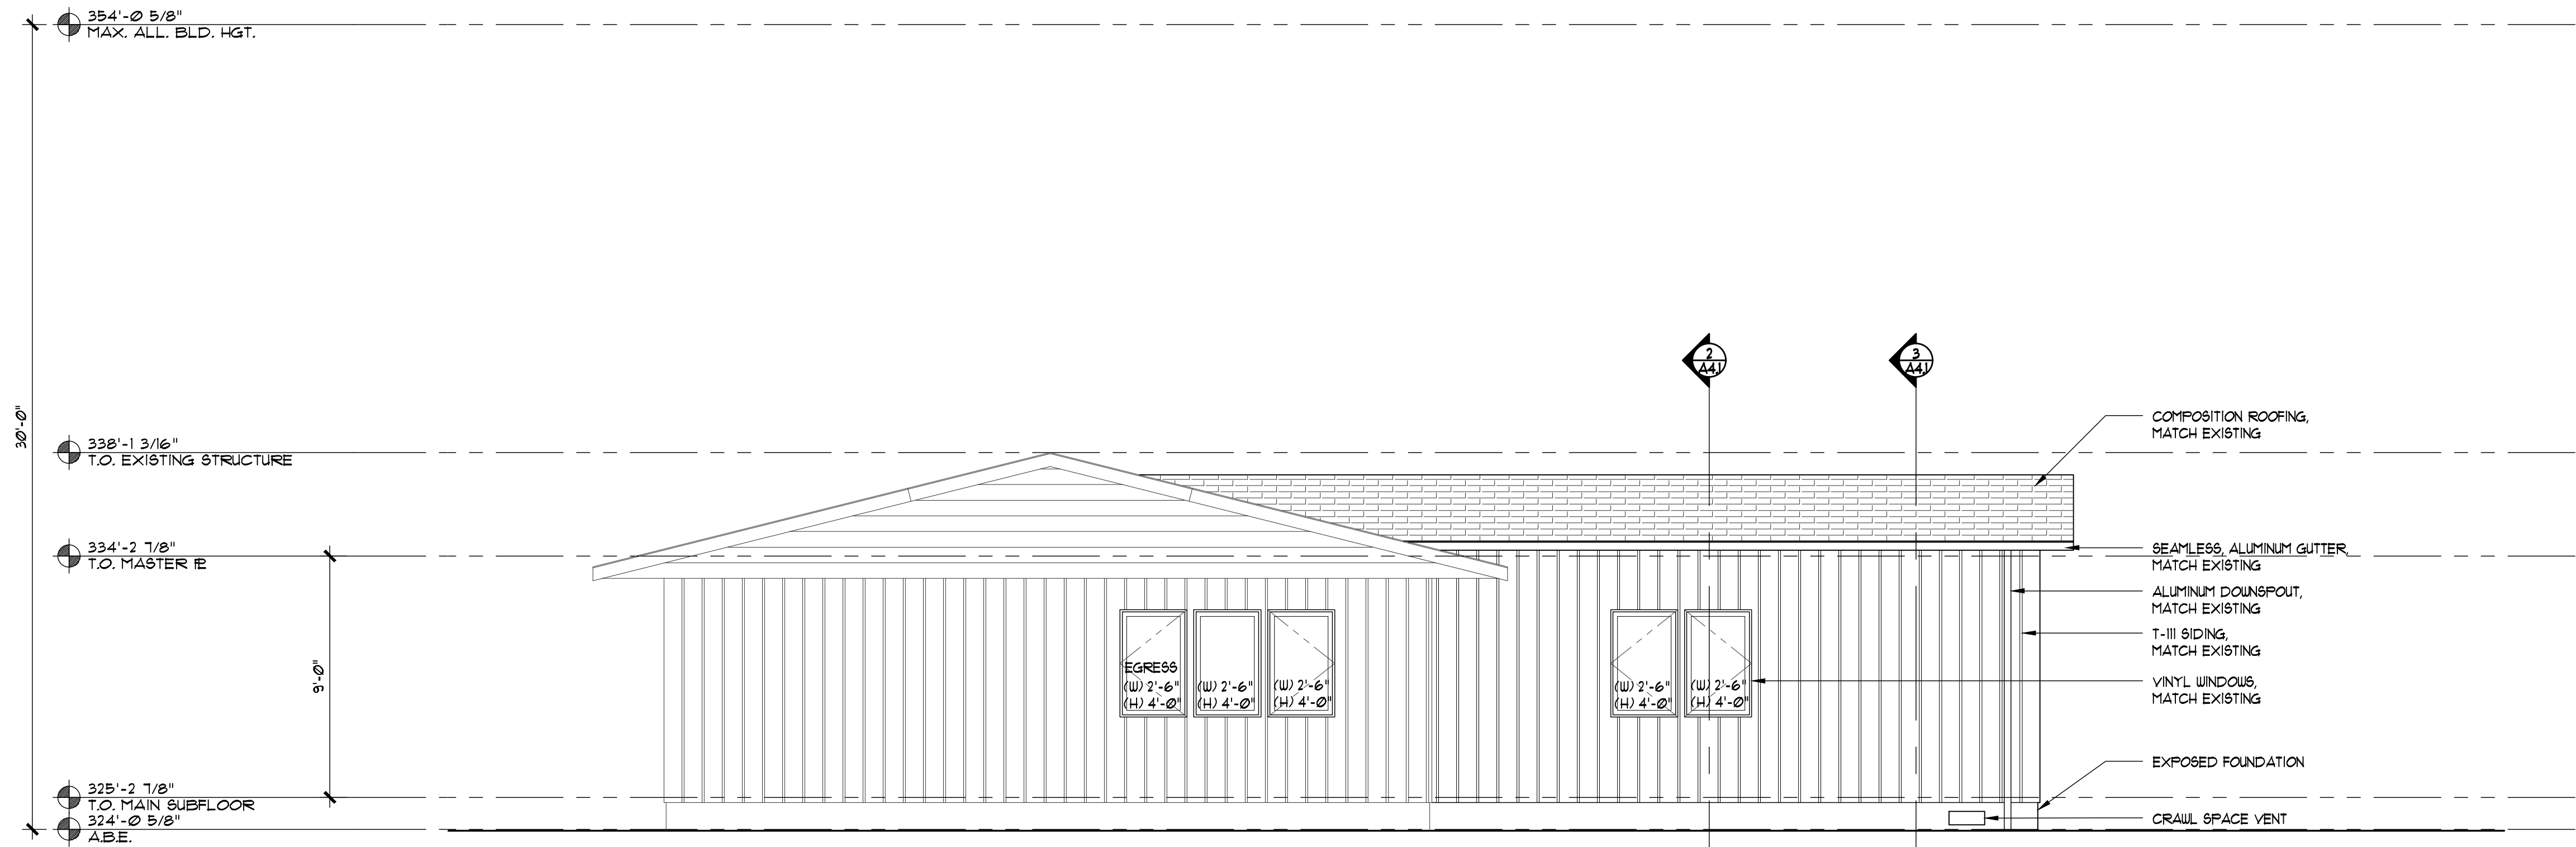 354'-0 5/8"
MAX. ALL. BLD. HGT.
30'-0"
338'-1 3/16"
T.O. EXISTING STRUCTURE
334'-2 7/8"
T.O. MASTER PL
9'-0"
325'-2 7/8"
T.O. MAIN SUBFLOOR
324'-0 5/8"
A.B.E.
EGRESS
(W) 2'-6"
(H) 4'-0"
(W) 2'-6"
(H) 4'-0"
(W) 2'-6"
(H) 4'-0"
(W) 2'-6"
(H) 4'-0"
(W) 2'-6"
(H) 4'-0"
2
A4.1
3
A4.1
COMPOSITION ROOFING,
MATCH EXISTING
SEAMLESS, ALUMINUM GUTTER,
MATCH EXISTING
ALUMINUM DOWNSPOUT,
MATCH EXISTING
T-111 SIDING,
MATCH EXISTING
VINYL WINDOWS,
MATCH EXISTING
EXPOSED FOUNDATION
CRAWL SPACE VENT